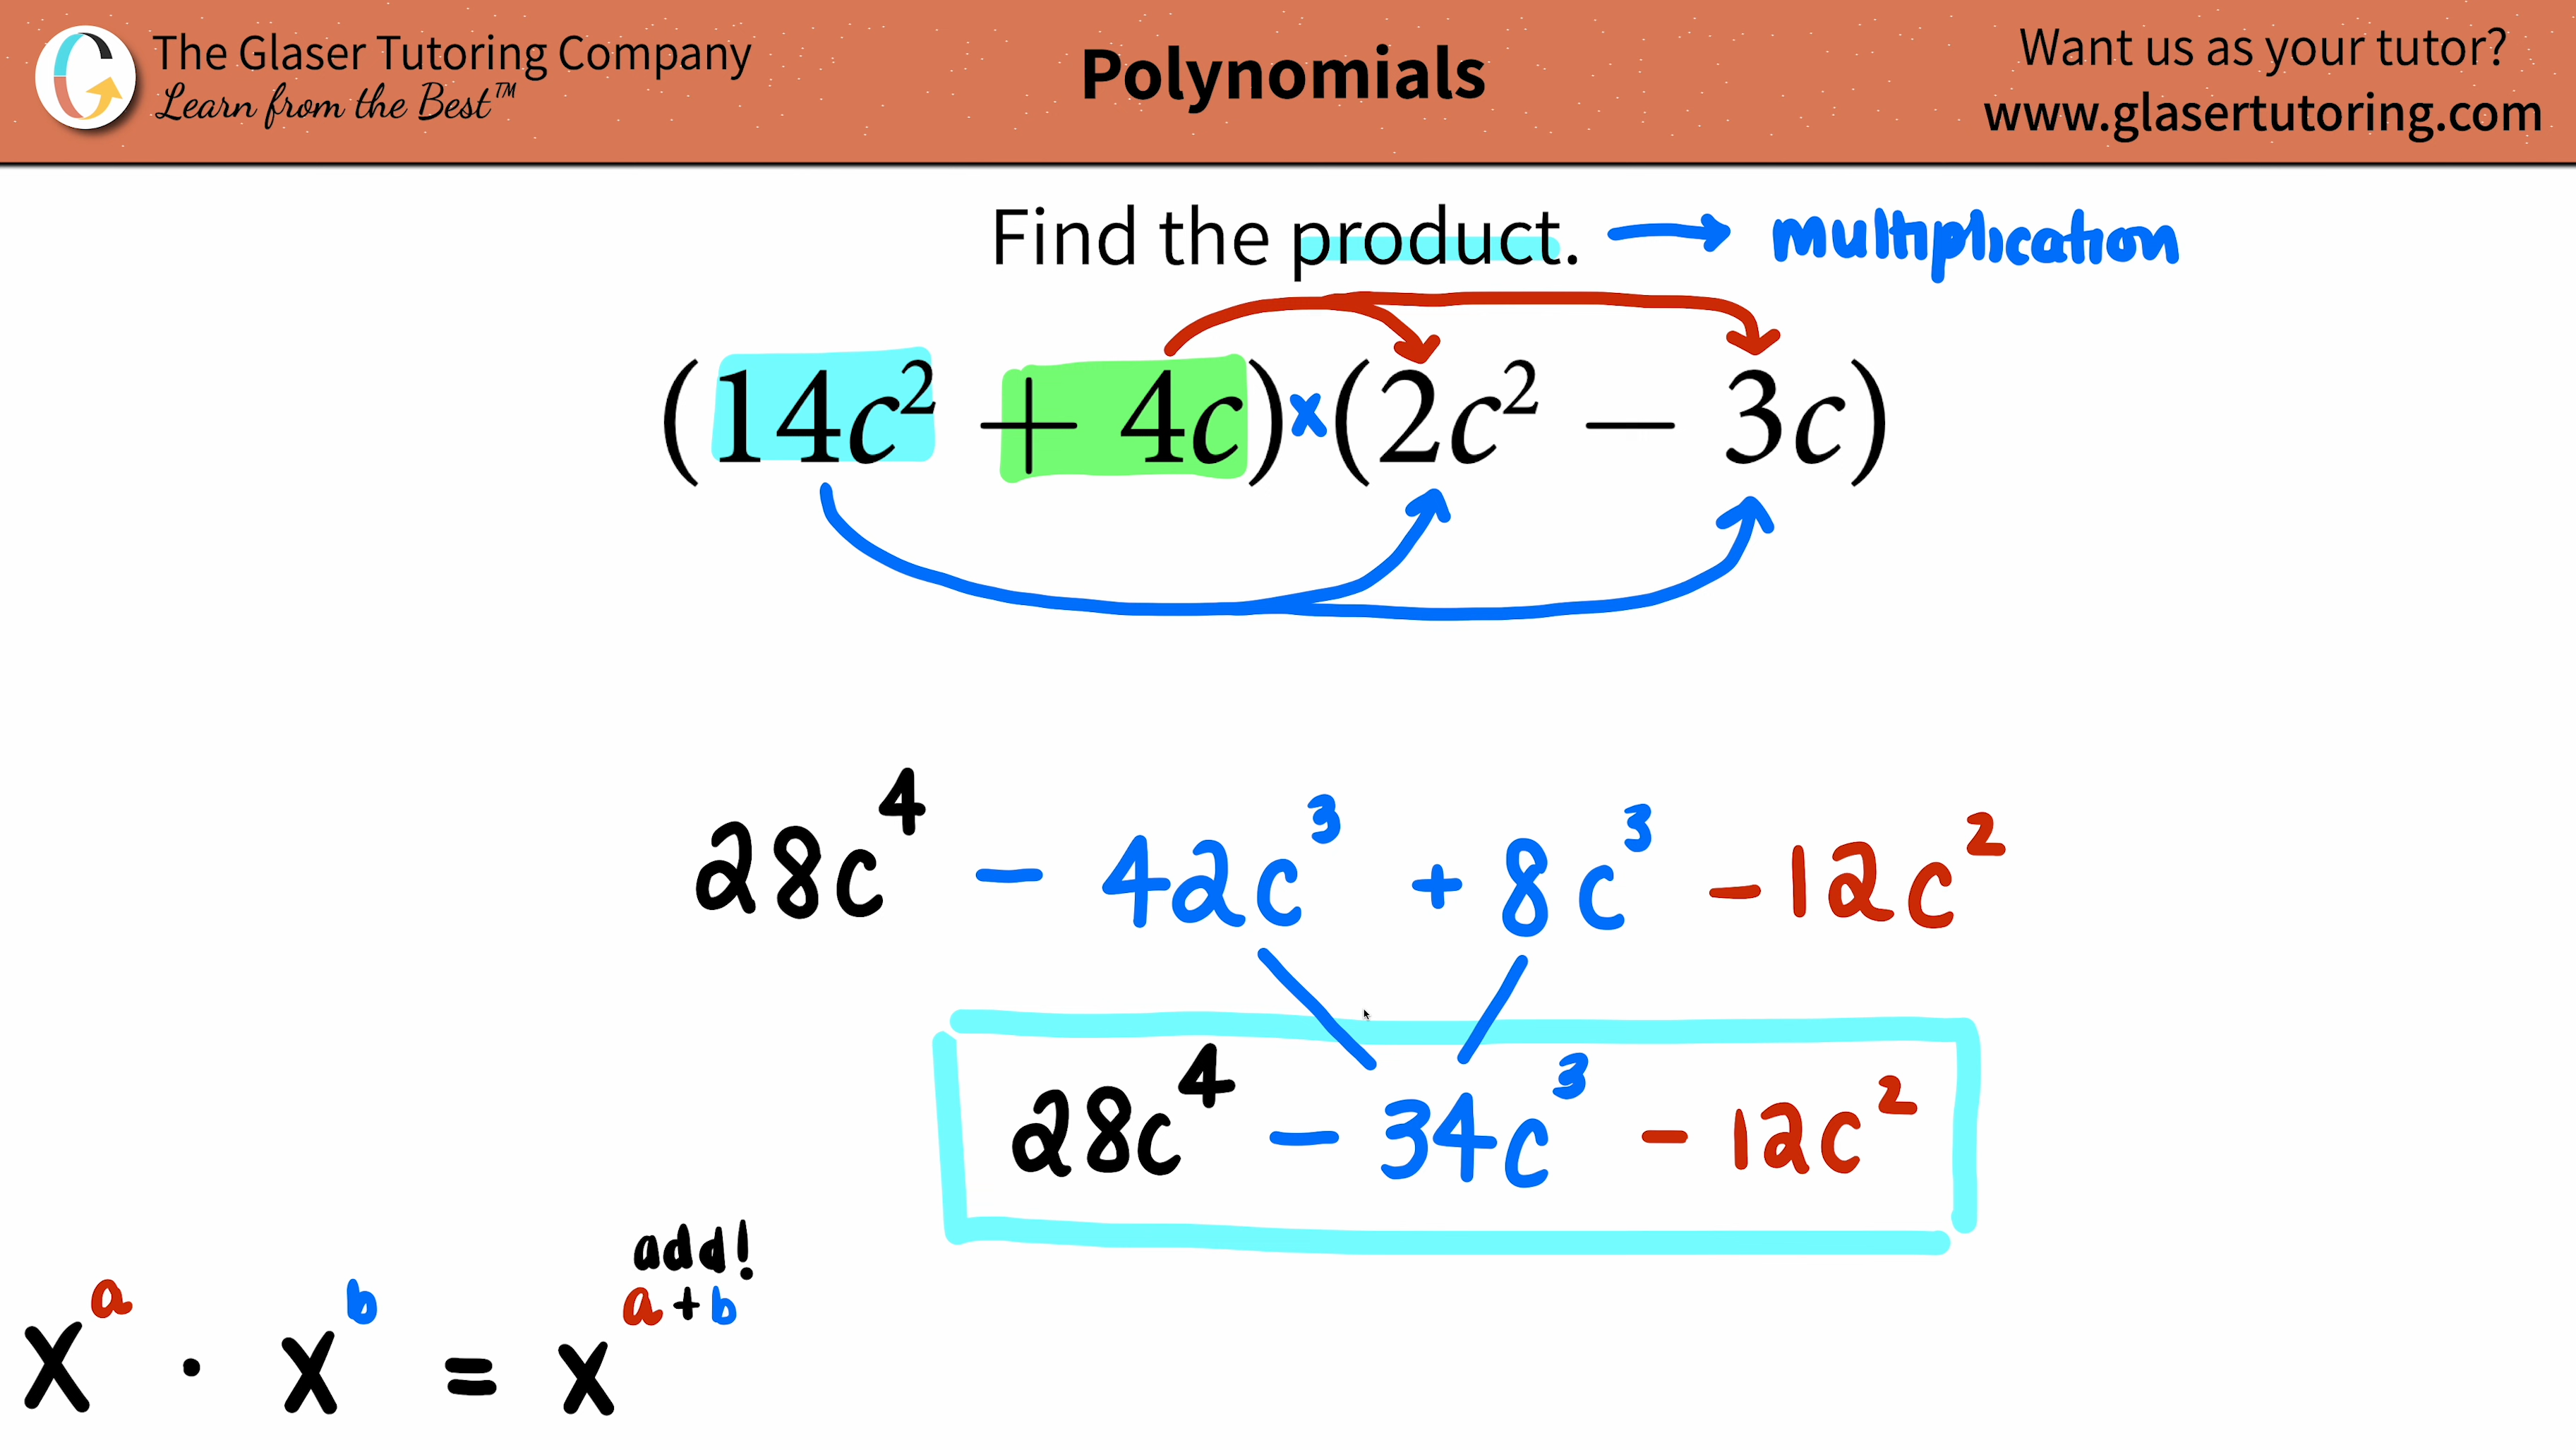 The Glaser Tutoring Company
Learn from the Best™
Polynomials
Want us as your tutor?
www.glasertutoring.com
Find the product. → multiplication
(14c² + 4c)×(2c² − 3c)
28c⁴ − 42c³ + 8c³ − 12c²
28c⁴ − 34c³ − 12c²
add!
xᵃ · xᵇ = xᵃ⁺ᵇ